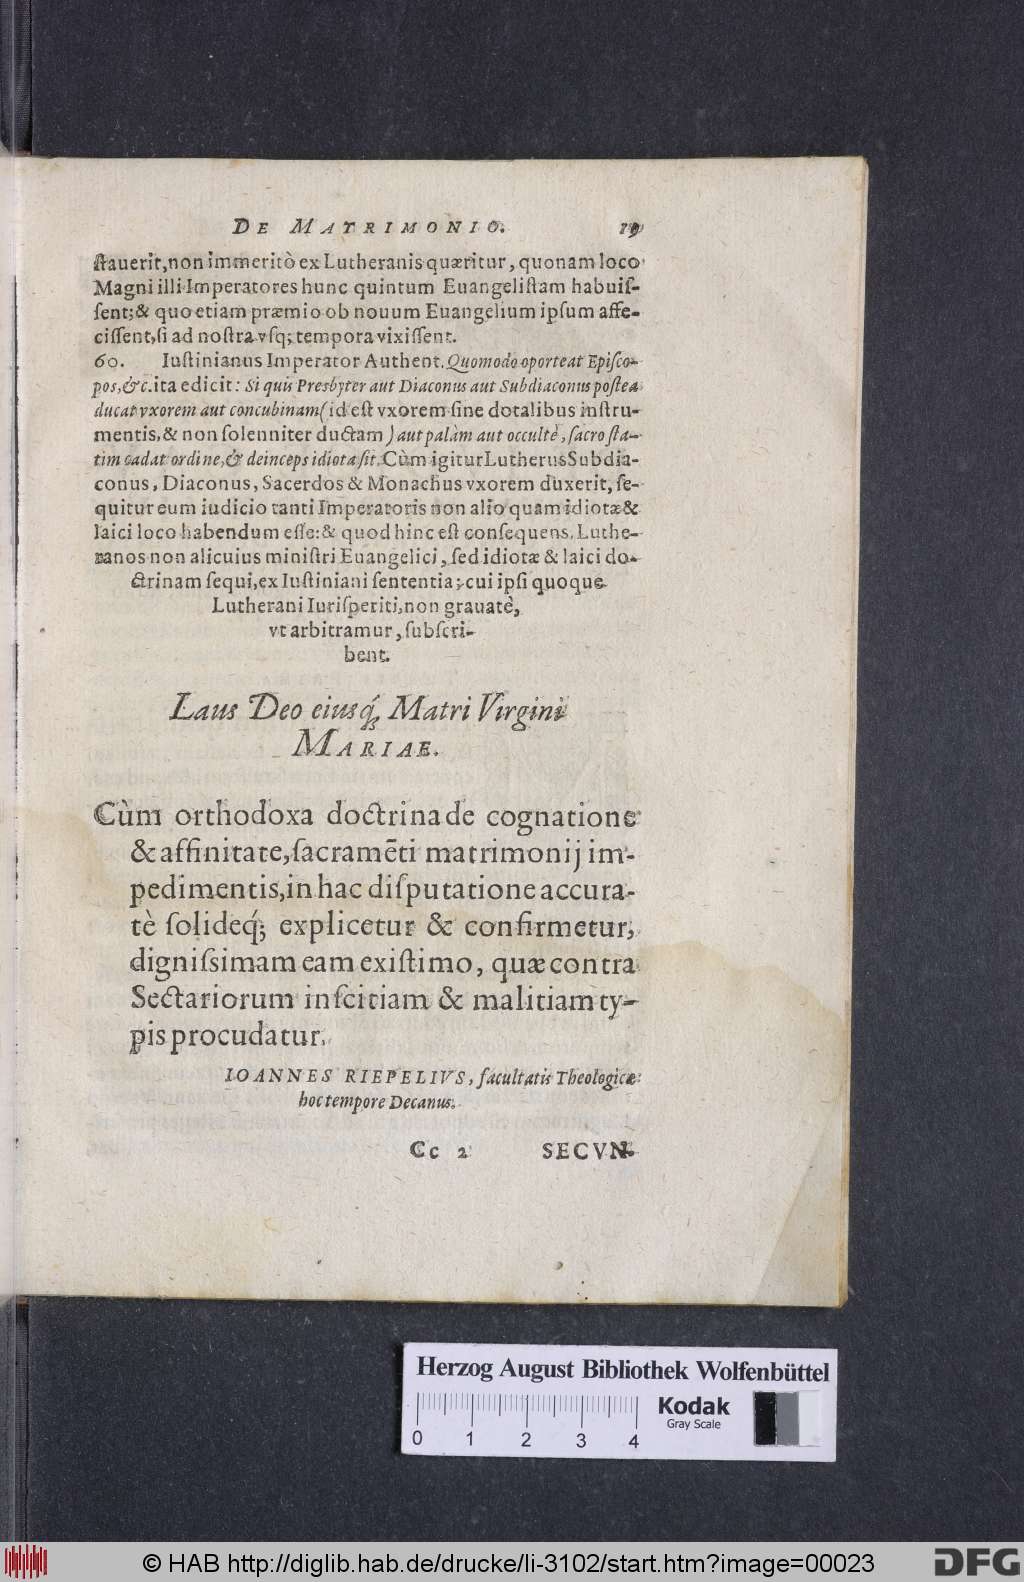 DE MATRIMONIO. 19
ſtauerit, non immeritò ex Lutheranis quæritur, quonam loco
Magni illi Imperatores hunc quintum Euangeliſtam habuiſ-
ſent; & quo etiam præmio ob nouum Euangelium ipſum affe-
ciſſent, ſi ad noſtra vſq; tempora vixiſſent.
60. Iuſtinianus Imperator Authent. Quomodo oporteat Epiſco-
pos, &c. ita edicit: Si quis Presbyter aut Diaconus aut Subdiaconus poſtea
ducat vxorem aut concubinam (id eſt vxorem ſine dotalibus inſtru-
mentis, & non ſolenniter ductam) aut palàm aut occultè, ſacro ſta-
tim cadat ordine, & deinceps idiota ſit. Cùm igitur Lutherus Subdia-
conus, Diaconus, Sacerdos & Monachus vxorem duxerit, ſe-
quitur eum iudicio tanti Imperatoris non alio quam idiotæ &
laici loco habendum eſſe: & quod hinc eſt conſequens, Luthe-
ranos non alicuius miniſtri Euangelici, ſed idiotæ & laici do-
ctrinam ſequi, ex Iuſtiniani ſententia; cui ipſi quoque
Lutherani Iuriſperiti, non grauatè,
vt arbitramur, ſubſcri-
bent.
Laus Deo eiusq́; Matri Virgini
MARIAE.
Cùm orthodoxa doctrina de cognatione
& affinitate, ſacramēti matrimonij im-
pedimentis, in hac diſputatione accura-
tè ſolideq́; explicetur & confirmetur,
digniſsimam eam exiſtimo, quæ contra
Sectariorum inſcitiam & malitiam ty-
pis procudatur.
IOANNES RIEPELIVS, facultatis Theologicæ
hoc tempore Decanus.
Cc 2 SECVN-
Herzog August Bibliothek Wolfenbüttel
Kodak
Gray Scale
0 1 2 3 4
© HAB http://diglib.hab.de/drucke/li-3102/start.htm?image=00023
DFG